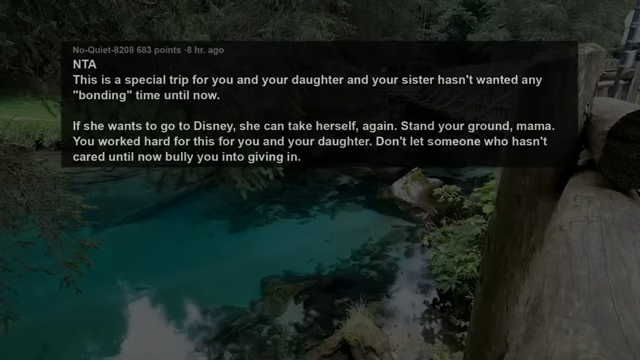 No-Quiet-8208 683 points ·8 hr. ago
NTA
This is a special trip for you and your daughter and your sister hasn't wanted any
"bonding" time until now.
If she wants to go to Disney, she can take herself, again. Stand your ground, mama.
You worked hard for this for you and your daughter. Don't let someone who hasn't
cared until now bully you into giving in.